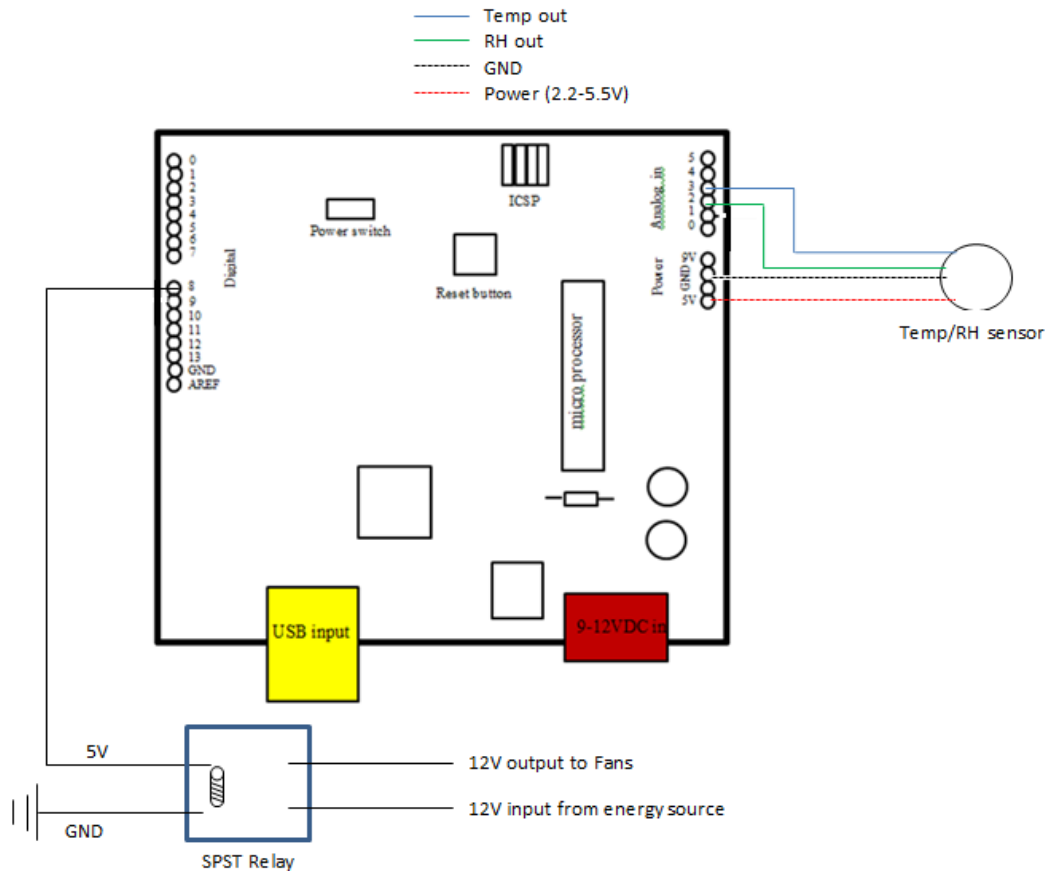 Temp out
RH out
GND
Power (2.2-5.5V)
0
1
2
3
4
5
6
7
8
9
10
11
12
13
GND
AREF
Digital
Power switch
ICSP
Reset button
micro processor
5
4
3
2
1
0
Analog in
9V
GND
5V
Power
Temp/RH sensor
USB input
9-12VDC in
5V
GND
12V output to Fans
12V input from energy source
SPST Relay